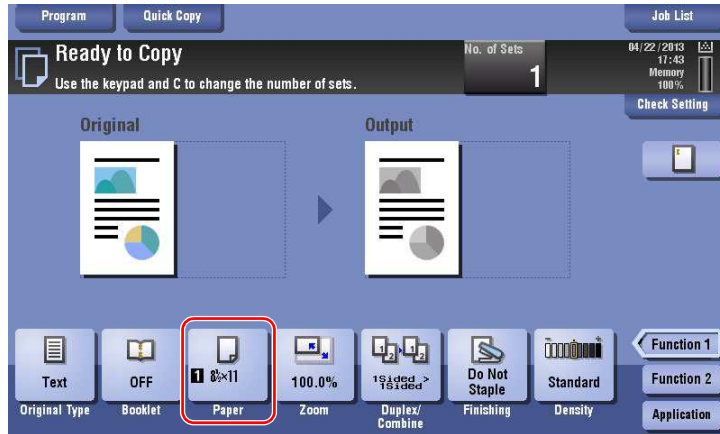 Program
Quick Copy
Job List
Ready to Copy
Use the keypad and C to change the number of sets.
No. of Sets
1
04/22/2013
17:43
Memory
100%
Check Setting
Original
Output
Text
OFF
1 8½×11
100.0%
1Sided >
1Sided
Do Not
Staple
Standard
Original Type
Booklet
Paper
Zoom
Duplex/
Combine
Finishing
Density
Function 1
Function 2
Application